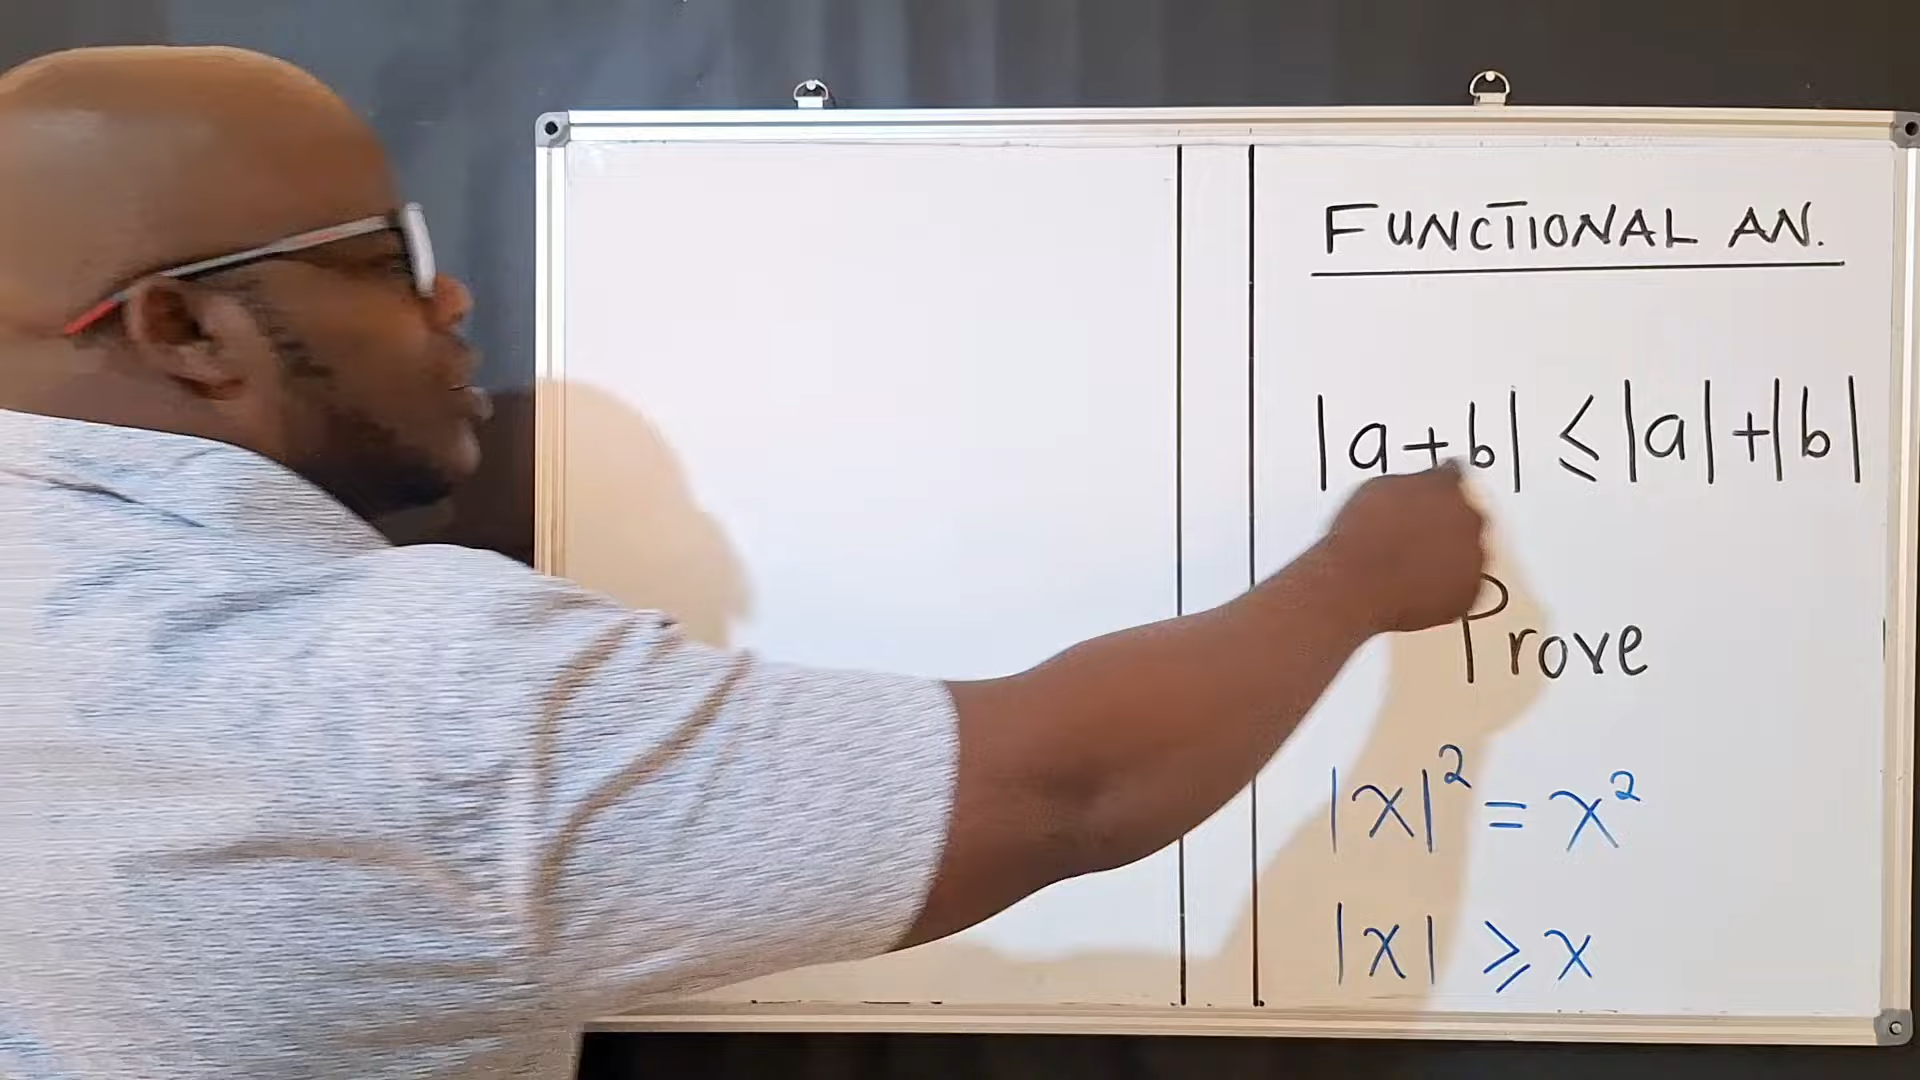 FUNCTIONAL AN.
|a+b| ⩽ |a|+|b|
Prove
|x|² = x²
|x| ⩾ x